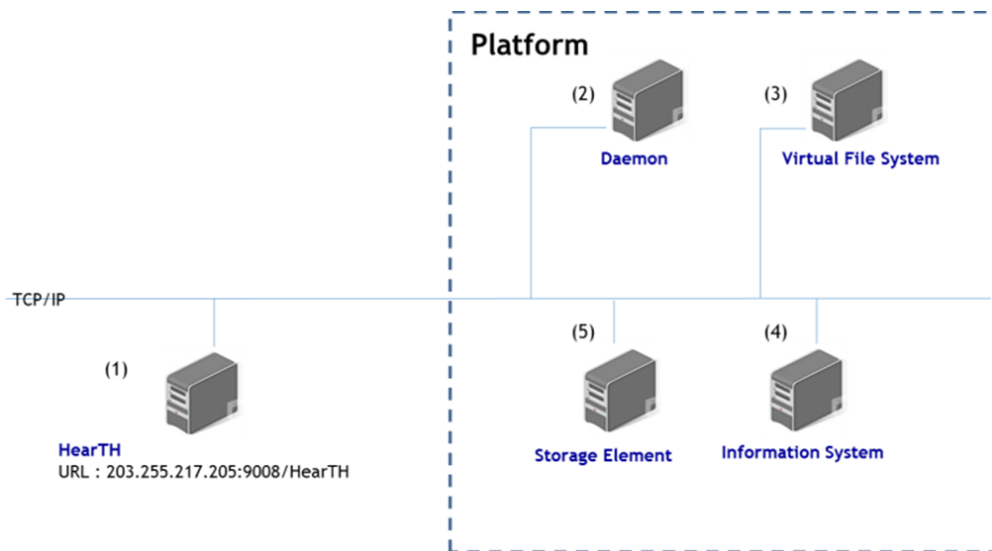 Platform
(2)
(3)
Daemon
Virtual File System
TCP/IP
(1)
(5)
(4)
HearTH
URL : 203.255.217.205:9008/HearTH
Storage Element
Information System